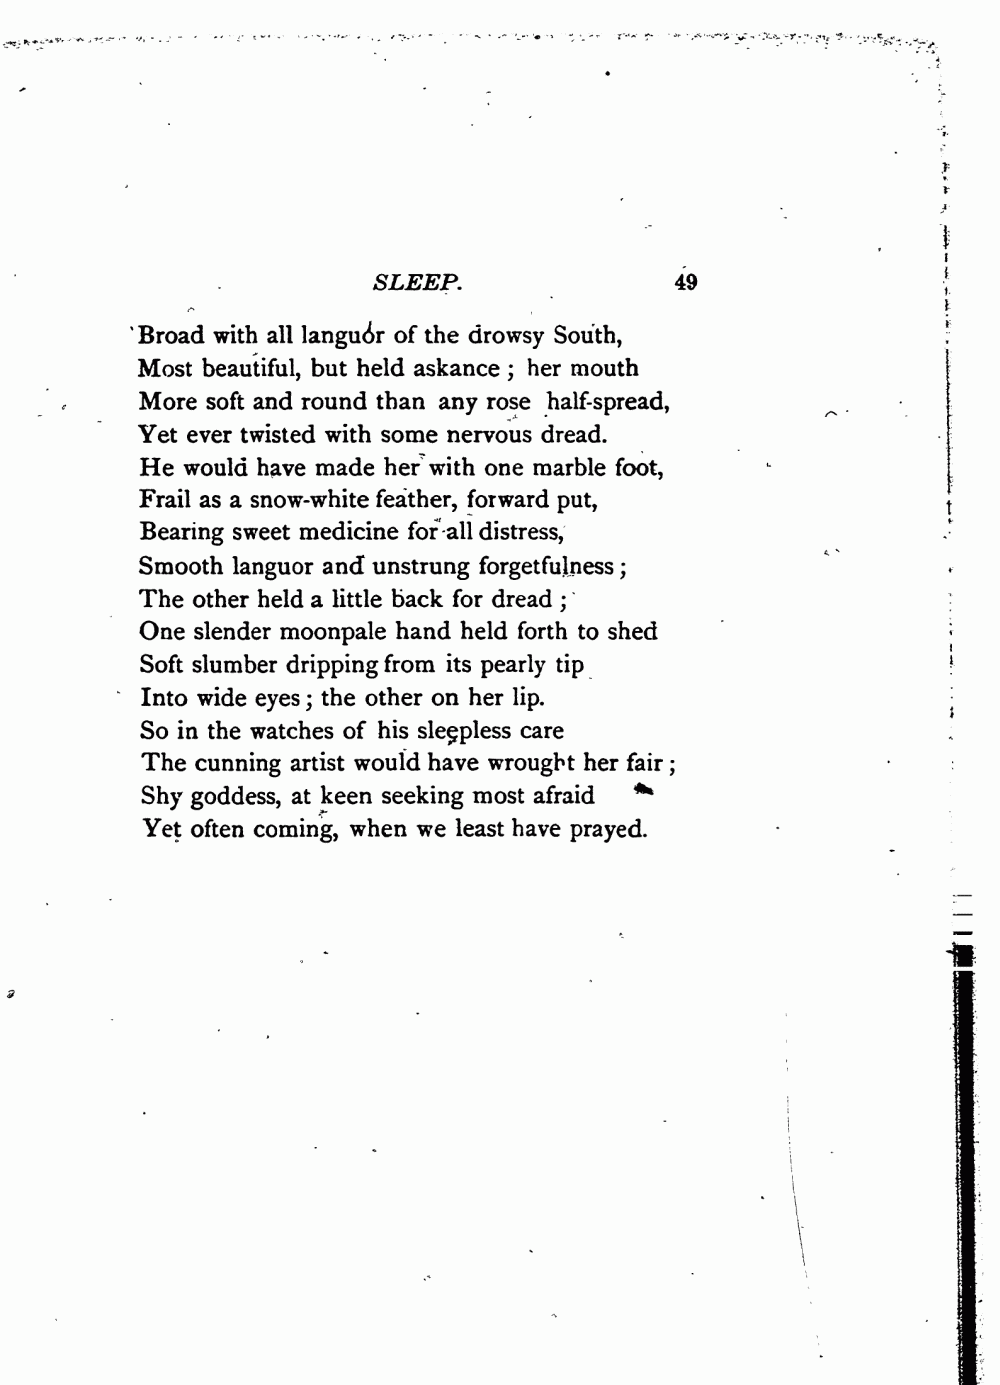 SLEEP. 49
Broad with all languor of the drowsy South,
Most beautiful, but held askance ; her mouth
More soft and round than any rose half-spread,
Yet ever twisted with some nervous dread.
He would have made her with one marble foot,
Frail as a snow-white feather, forward put,
Bearing sweet medicine for all distress,
Smooth languor and unstrung forgetfulness ;
The other held a little back for dread ;
One slender moonpale hand held forth to shed
Soft slumber dripping from its pearly tip
Into wide eyes ; the other on her lip.
So in the watches of his sleepless care
The cunning artist would have wrought her fair ;
Shy goddess, at keen seeking most afraid
Yet often coming, when we least have prayed.